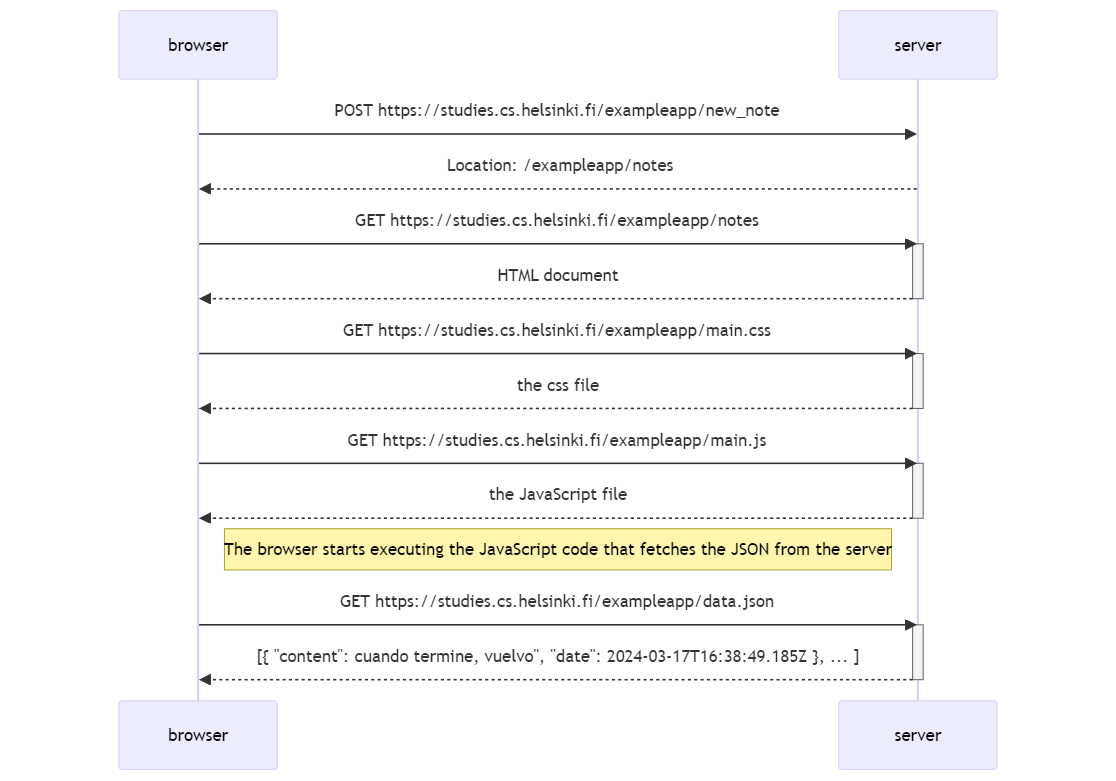 browser
server
POST https://studies.cs.helsinki.fi/exampleapp/new_note
Location: /exampleapp/notes
GET https://studies.cs.helsinki.fi/exampleapp/notes
HTML document
GET https://studies.cs.helsinki.fi/exampleapp/main.css
the css file
GET https://studies.cs.helsinki.fi/exampleapp/main.js
the JavaScript file
The browser starts executing the JavaScript code that fetches the JSON from the server
GET https://studies.cs.helsinki.fi/exampleapp/data.json
[{ "content": cuando termine, vuelvo", "date": 2024-03-17T16:38:49.185Z }, ... ]
browser
server